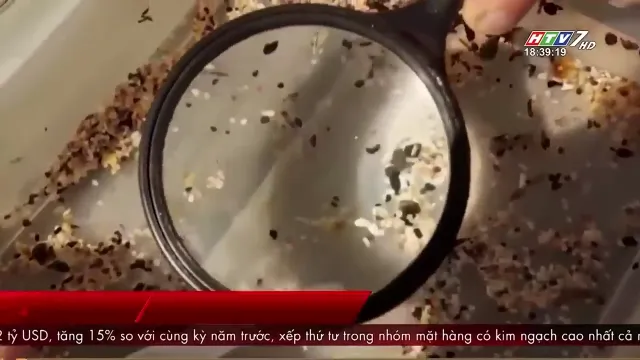 HTV7 HD
18:39:19
2 tỷ USD, tăng 15% so với cùng kỳ năm trước, xếp thứ tư trong nhóm mặt hàng có kim ngạch cao nhất cả